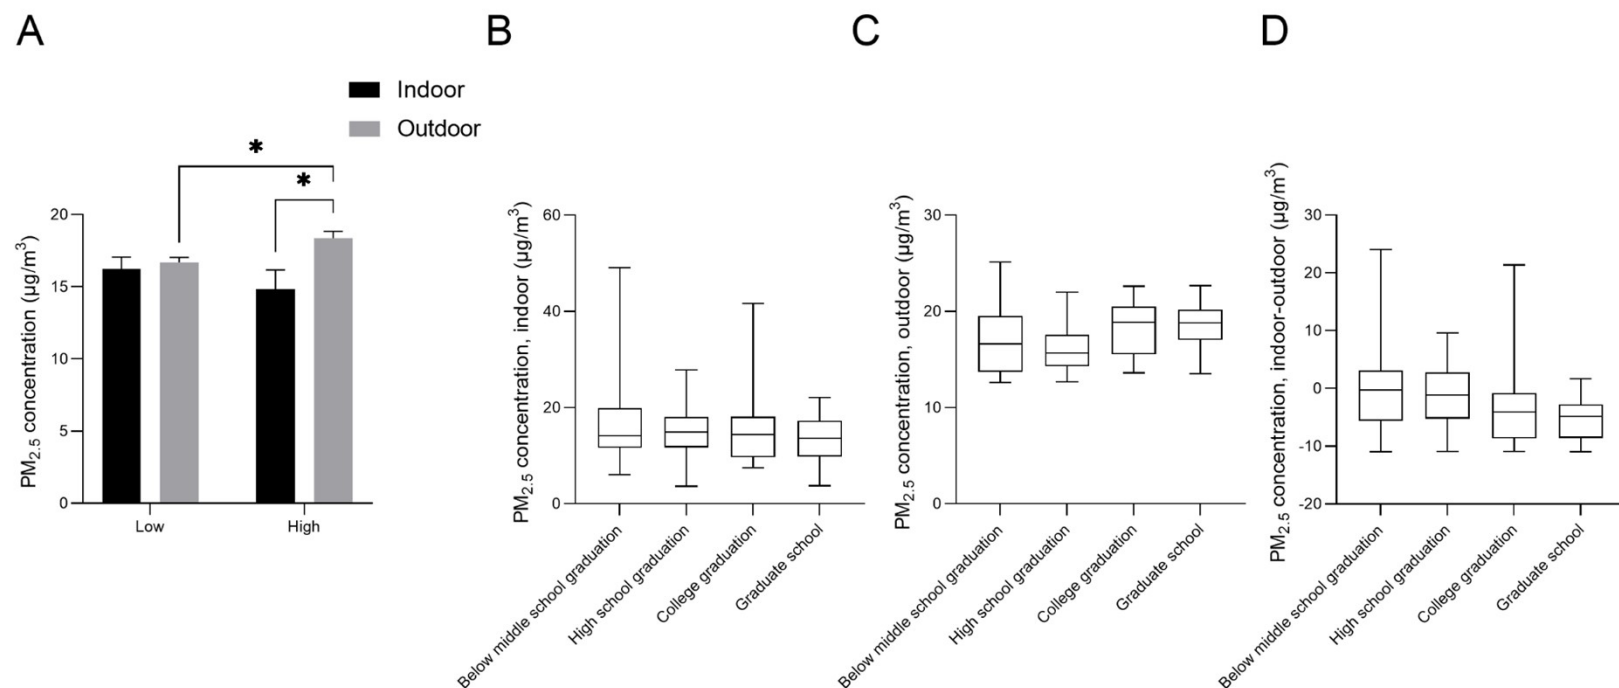 A
Indoor
Outdoor
*
*
PM2.5 concentration (µg/m3)
20
15
10
5
0
Low
High
B
PM2.5 concentration, indoor (µg/m3)
60
40
20
0
Below middle school graduation
High school graduation
College graduation
Graduate school
C
PM2.5 concentration, outdoor (µg/m3)
30
20
10
0
Below middle school graduation
High school graduation
College graduation
Graduate school
D
PM2.5 concentration, indoor-outdoor (µg/m3)
30
20
10
0
-10
-20
Below middle school graduation
High school graduation
College graduation
Graduate school